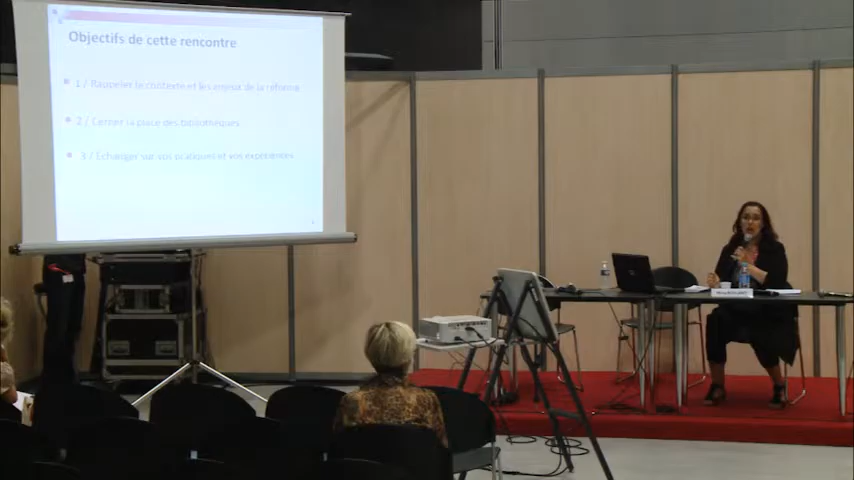 Objectifs de cette rencontre
1 / Rappeler le contexte et les enjeux de la réforme
2 / Cerner la place des bibliothèques
3 / Echanger sur vos pratiques et vos expériences